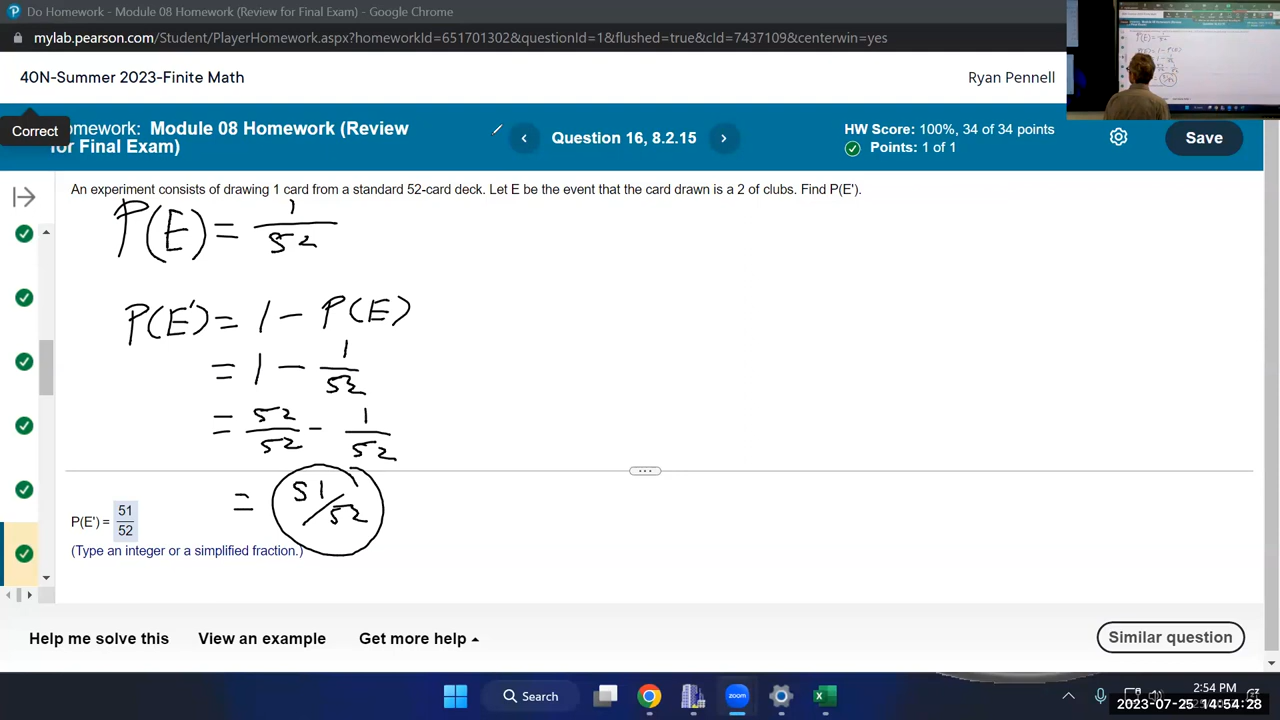 Do Homework - Module 08 Homework (Review for Final Exam) - Google Chrome
mylab.pearson.com/Student/PlayerHomework.aspx?homeworkId=
=1&flushed=true
743710&centerwin=yes
40N-Summer 2023-Finite Math
Ryan Pennell
Correct
omework: Module 08 Homework (Review for Final Exam)
Question 16, 8.2.15
HW Score: 100%, 34 of 34 points
Points: 1 of 1
Save
An experiment consists of drawing 1 card from a standard 52-card deck. Let E be the event that the card drawn is a 2 of clubs. Find P(E').
P(E) = 1/52
P(E') = 1 - P(E)
= 1 - 1/52
= 52/52 - 1/52
= 51/52
P(E') = 51/52
(Type an integer or a simplified fraction.)
Help me solve this
View an example
Get more help
Similar question
Search
zoom
2:54 PM
2023-07-25 14:54:28